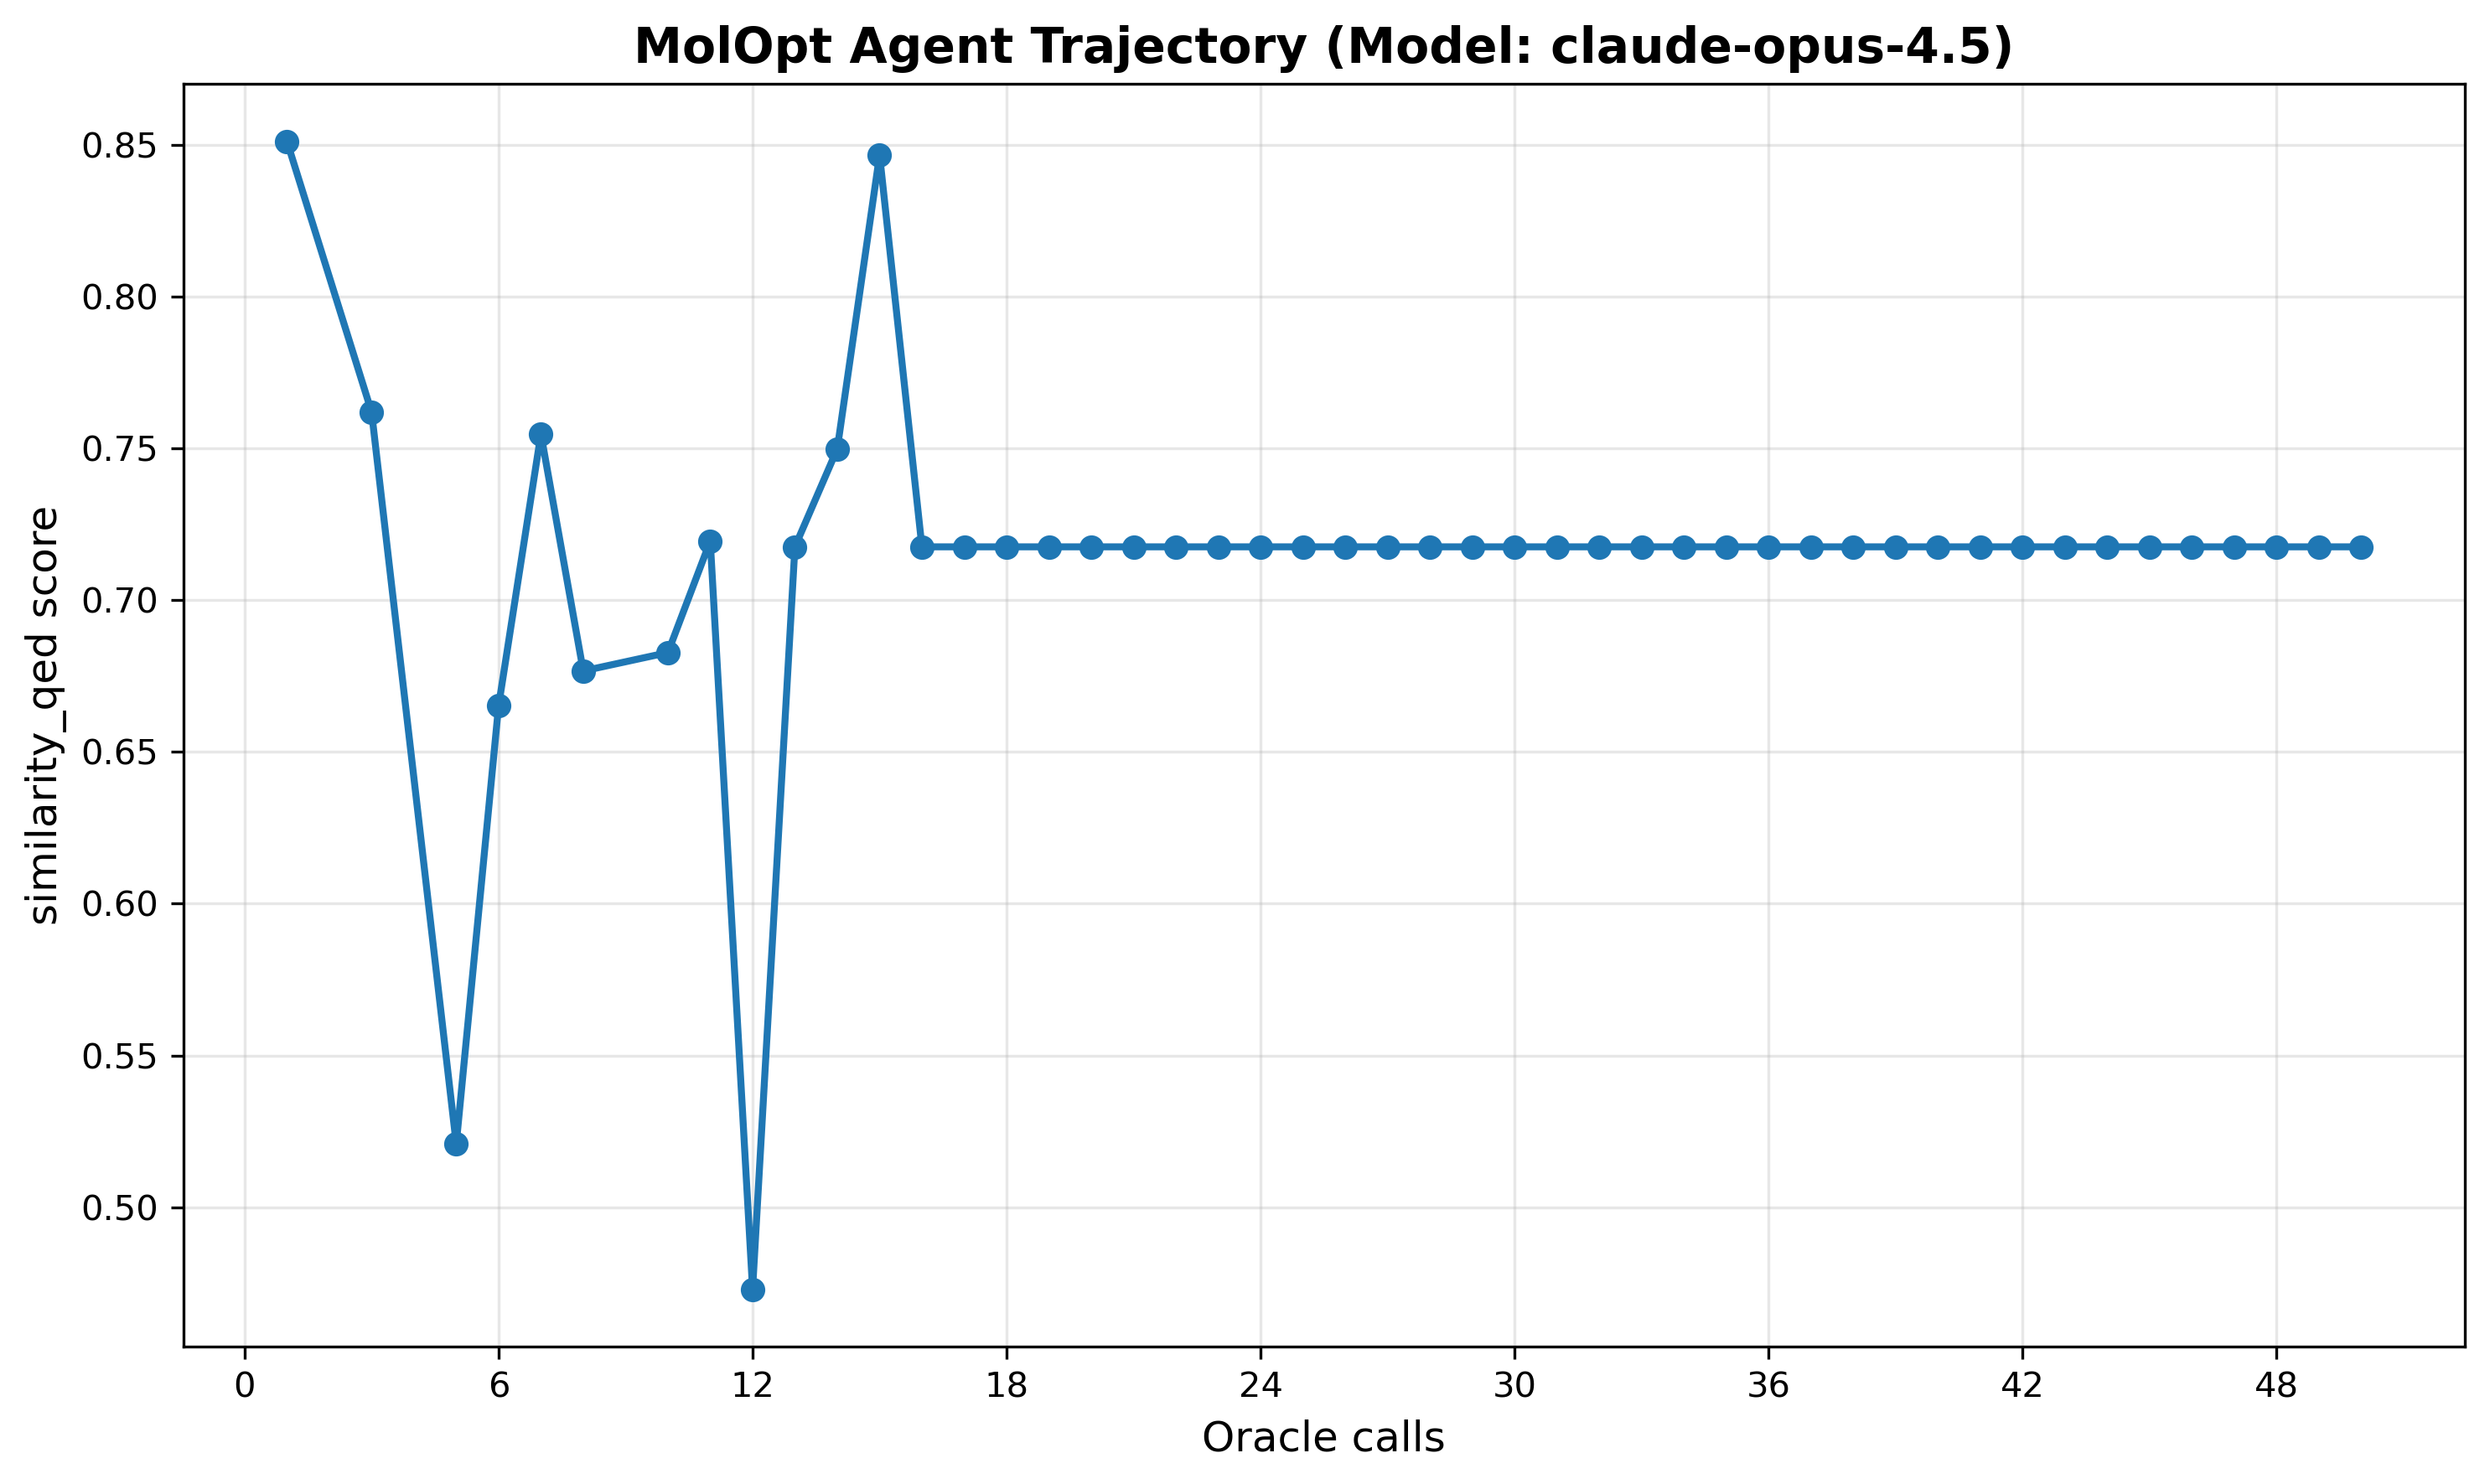 MolOpt Agent Trajectory (Model: claude-opus-4.5)
similarity_qed score
0.85
0.80
0.75
0.70
0.65
0.60
0.55
0.50
0 6 12 18 24 30 36 42 48
Oracle calls